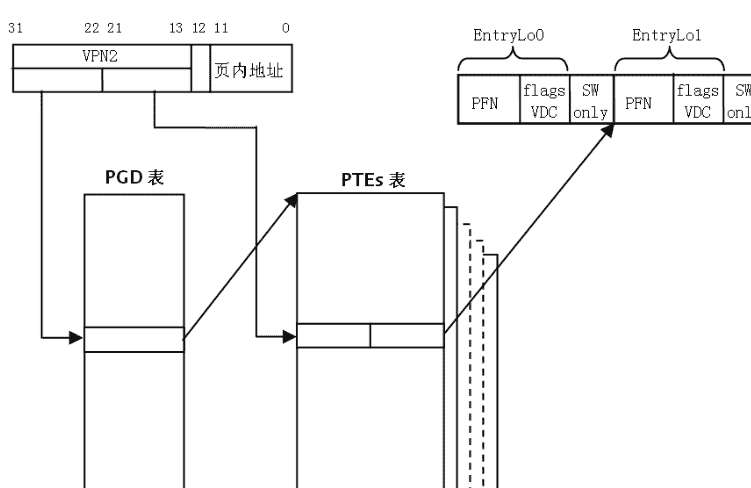 31 22 21 13 12 11 0
VPN2
页内地址
EntryLo0 EntryLo1
PFN flags VDC SW only PFN flags VDC SW
PGD 表
PTEs 表